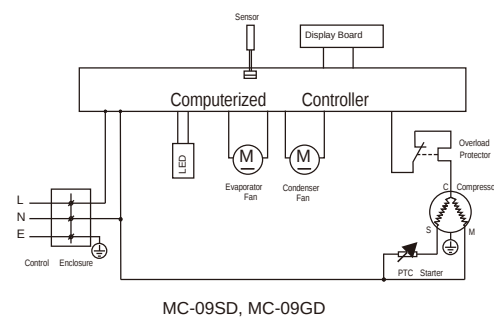 Sensor
Display Board
Computerized Controller
LED
M
M
Evaporator
Fan
Condenser
Fan
Overload
Protector
C
Compresso
S
M
L
N
E
Control Enclosure
PTC Starter
MC-09SD, MC-09GD